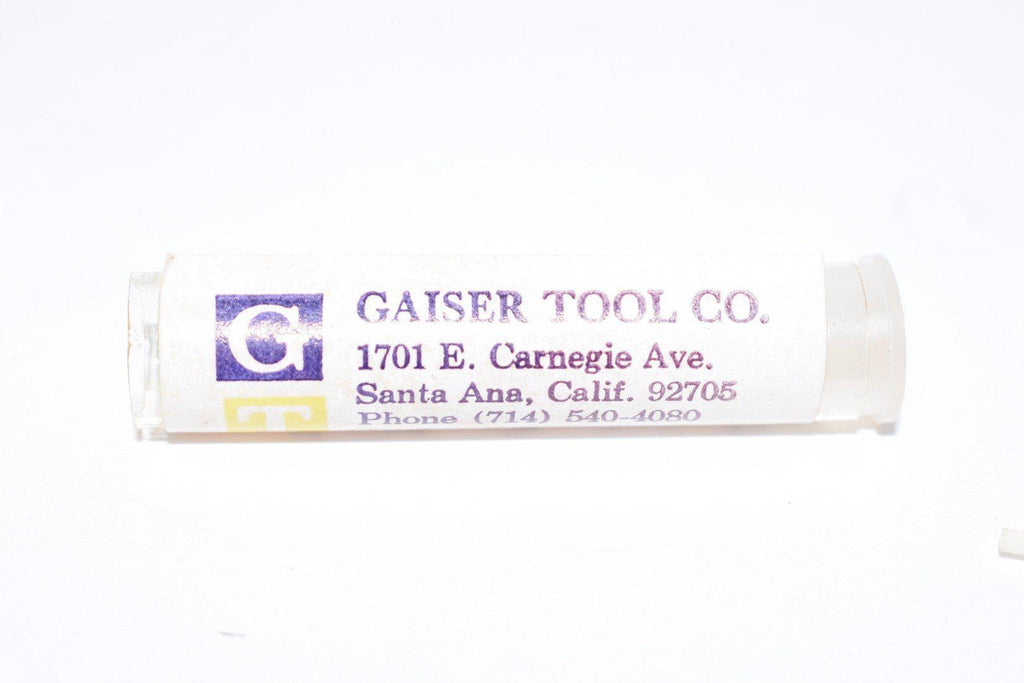 G
GAISER TOOL CO.
1701 E. Carnegie Ave.
Santa Ana, Calif. 92705
T
Phone (714) 540-4080